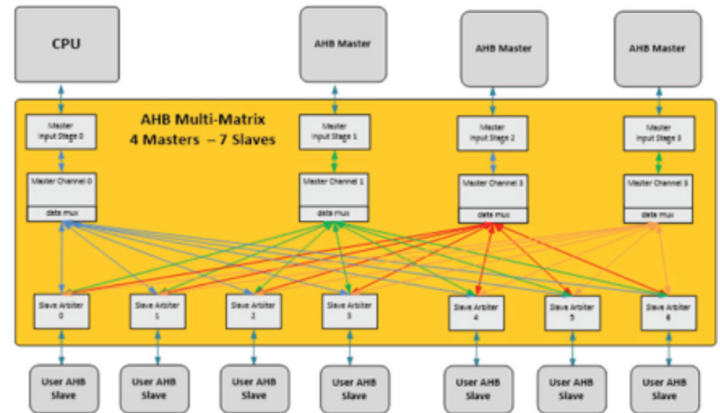 CPU
AHB Master
AHB Master
AHB Master
AHB Multi-Matrix
4 Masters – 7 Slaves
Master
Input Stage 0
Master
Input Stage 1
Master
Input Stage 2
Master
Input Stage 3
Master Channel 0
data mux
Master Channel 1
data mux
Master Channel 3
data mux
Master Channel 3
data mux
Slave Arbiter
0
Slave Arbiter
1
Slave Arbiter
2
Slave Arbiter
3
Slave Arbiter
4
Slave Arbiter
5
Slave Arbiter
6
User AHB
Slave
User AHB
Slave
User AHB
Slave
User AHB
Slave
User AHB
Slave
User AHB
Slave
User AHB
Slave